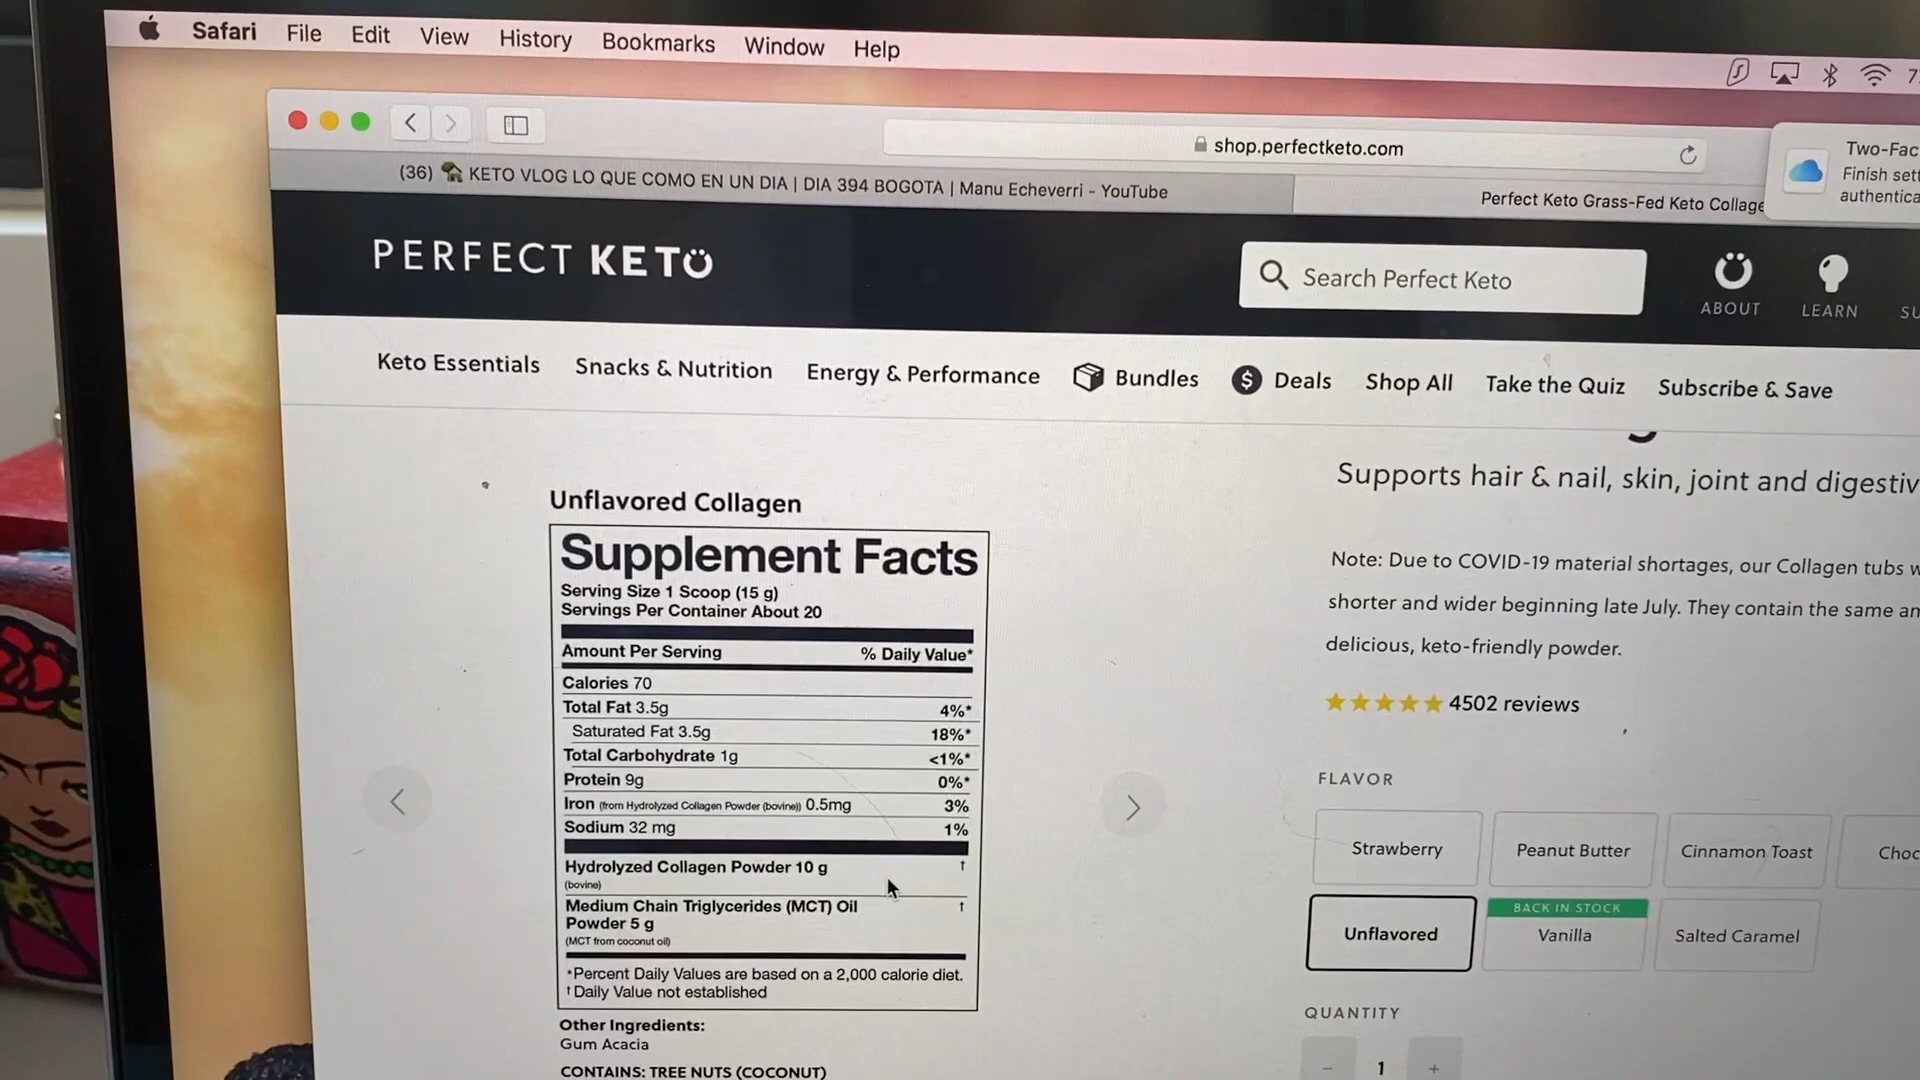 Safari File Edit View History Bookmarks Window Help
shop.perfectketo.com
(36) 🏚 KETO VLOG LO QUE COMO EN UN DIA | DIA 394 BOGOTA | Manu Echeverri - YouTube
Perfect Keto Grass-Fed Keto Collage
Two-Fac
Finish set
authentica
PERFECT KETO
Search Perfect Keto
ABOUT
LEARN
SU
Keto Essentials Snacks & Nutrition Energy & Performance Bundles $ Deals Shop All Take the Quiz Subscribe & Save
Supports hair & nail, skin, joint and digestiv
Note: Due to COVID-19 material shortages, our Collagen tubs w
shorter and wider beginning late July. They contain the same am
delicious, keto-friendly powder.
4502 reviews
FLAVOR
Strawberry Peanut Butter Cinnamon Toast Choc
BACK IN STOCK
Unflavored Vanilla Salted Caramel
QUANTITY
− 1 +
Unflavored Collagen
Supplement Facts
Serving Size 1 Scoop (15 g)
Servings Per Container About 20
Amount Per Serving % Daily Value*
Calories 70
Total Fat 3.5g 4%*
Saturated Fat 3.5g 18%*
Total Carbohydrate 1g <1%*
Protein 9g 0%*
Iron (from Hydrolyzed Collagen Powder (bovine)) 0.5mg 3%
Sodium 32 mg 1%
Hydrolyzed Collagen Powder 10 g †
(bovine)
Medium Chain Triglycerides (MCT) Oil †
Powder 5 g
(MCT from coconut oil)
*Percent Daily Values are based on a 2,000 calorie diet.
† Daily Value not established
Other Ingredients:
Gum Acacia
CONTAINS: TREE NUTS (COCONUT)